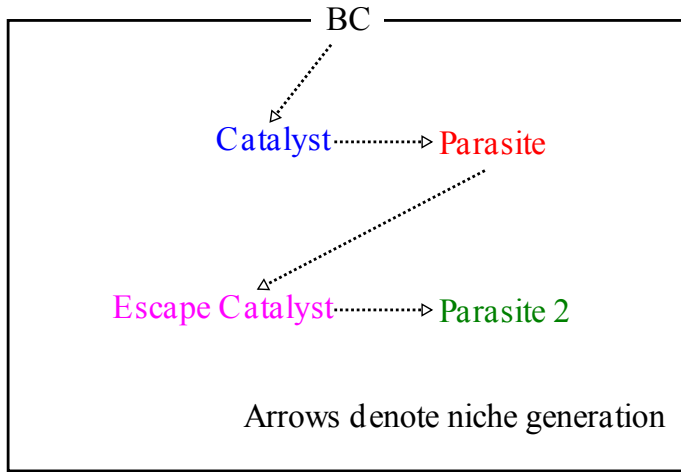 BC
Catalyst
Parasite
Escape Catalyst
Parasite 2
Arrows denote niche generation